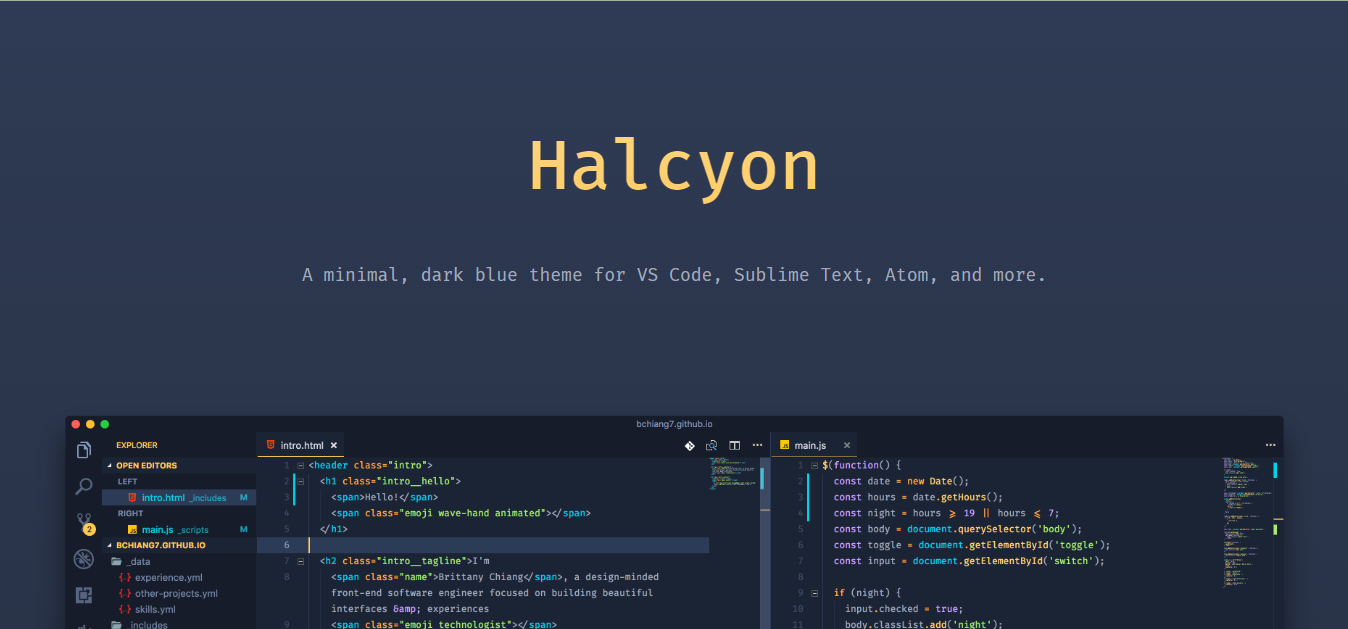 Halcyon
A minimal, dark blue theme for VS Code, Sublime Text, Atom, and more.
bchiang7.github.io
EXPLORER
OPEN EDITORS
LEFT
intro.html _includes M
RIGHT
main.js _scripts M
2
BCHIANG7.GITHUB.IO
_data
{..} experience.yml
{..} other-projects.yml
{..} skills.yml
_includes
intro.html ×
1 <header class="intro">
2 <h1 class="intro__hello">
3 <span>Hello!</span>
4 <span class="emoji wave-hand animated"></span>
5 </h1>
6
7 <h2 class="intro__tagline">I'm
8 <span class="name">Brittany Chiang</span>, a design-minded
front-end software engineer focused on building beautiful
interfaces &amp; experiences
9 <span class="emoji technologist"></span>
main.js ×
1 $(function() {
2 const date = new Date();
3 const hours = date.getHours();
4 const night = hours ⩾ 19 || hours ⩽ 7;
5 const body = document.querySelector('body');
6 const toggle = document.getElementById('toggle');
7 const input = document.getElementById('switch');
8
9 if (night) {
10 input.checked = true;
11 body.classList.add('night');